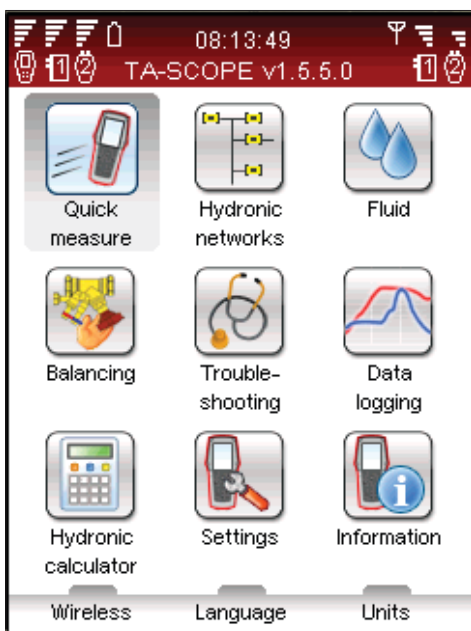 08:13:49
TA-SCOPE v1.5.5.0
Quick
measure
Hydronic
networks
Fluid
Balancing
Trouble-
shooting
Data
logging
Hydronic
calculator
Settings
Information
Wireless Language Units